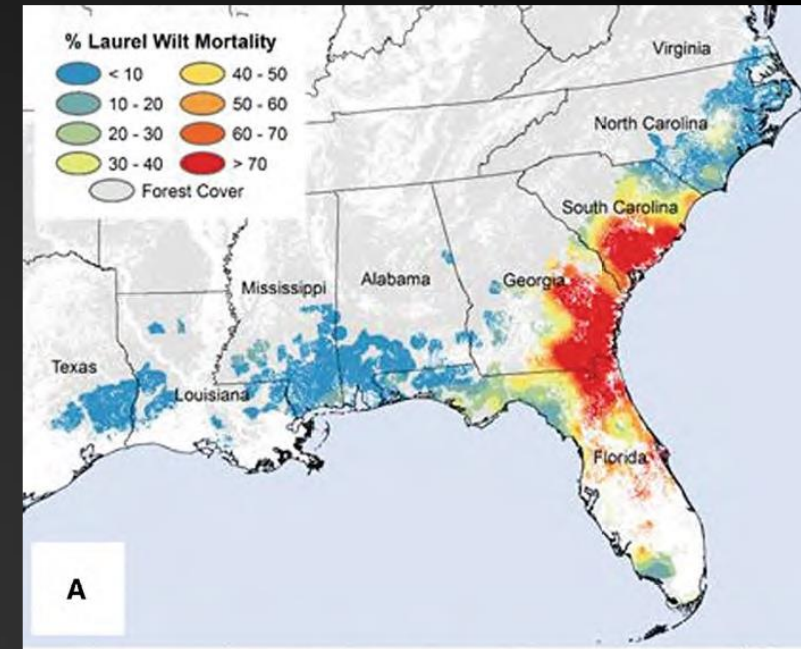 % Laurel Wilt Mortality
< 10
40 - 50
10 - 20
50 - 60
20 - 30
60 - 70
30 - 40
> 70
Forest Cover
Virginia
North Carolina
South Carolina
Mississippi
Alabama
Georgia
Texas
Louisiana
Florida
A